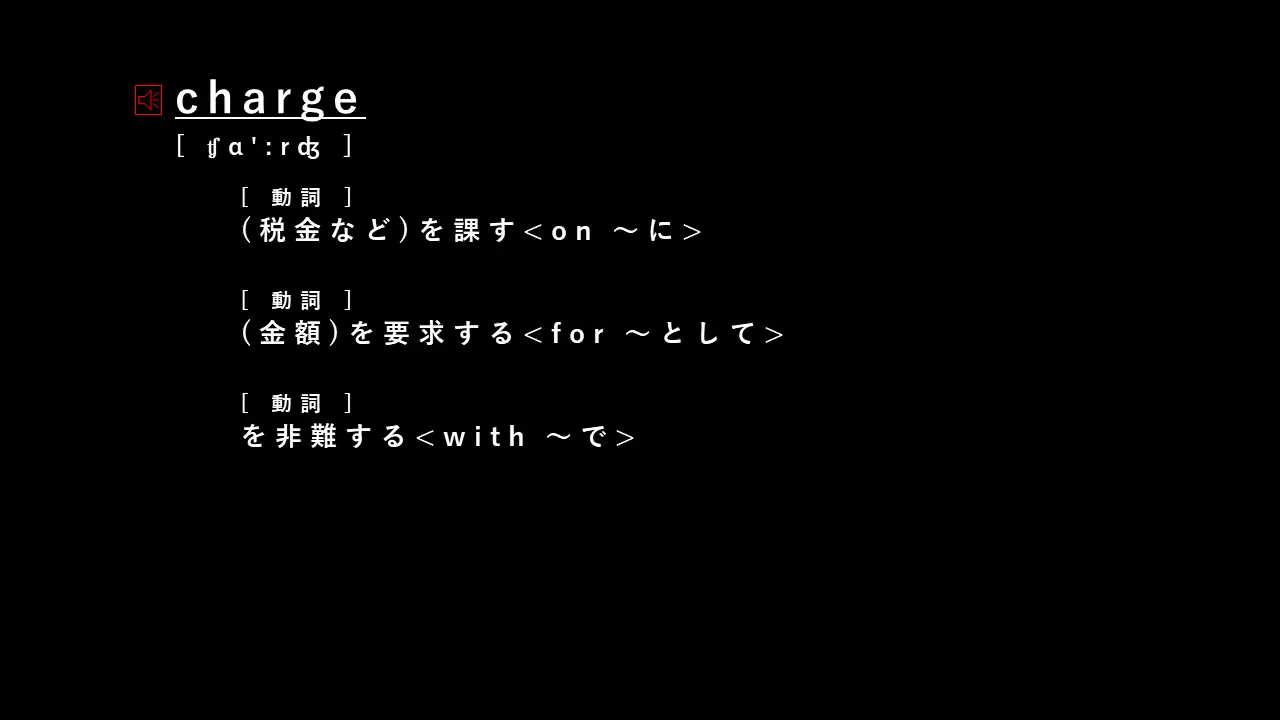 charge
[ ʧɑ':rʤ ]
[ 動詞 ]
(税金など)を課す<on ～に>
[ 動詞 ]
(金額)を要求する<for ～として>
[ 動詞 ]
を非難する<with ～で>